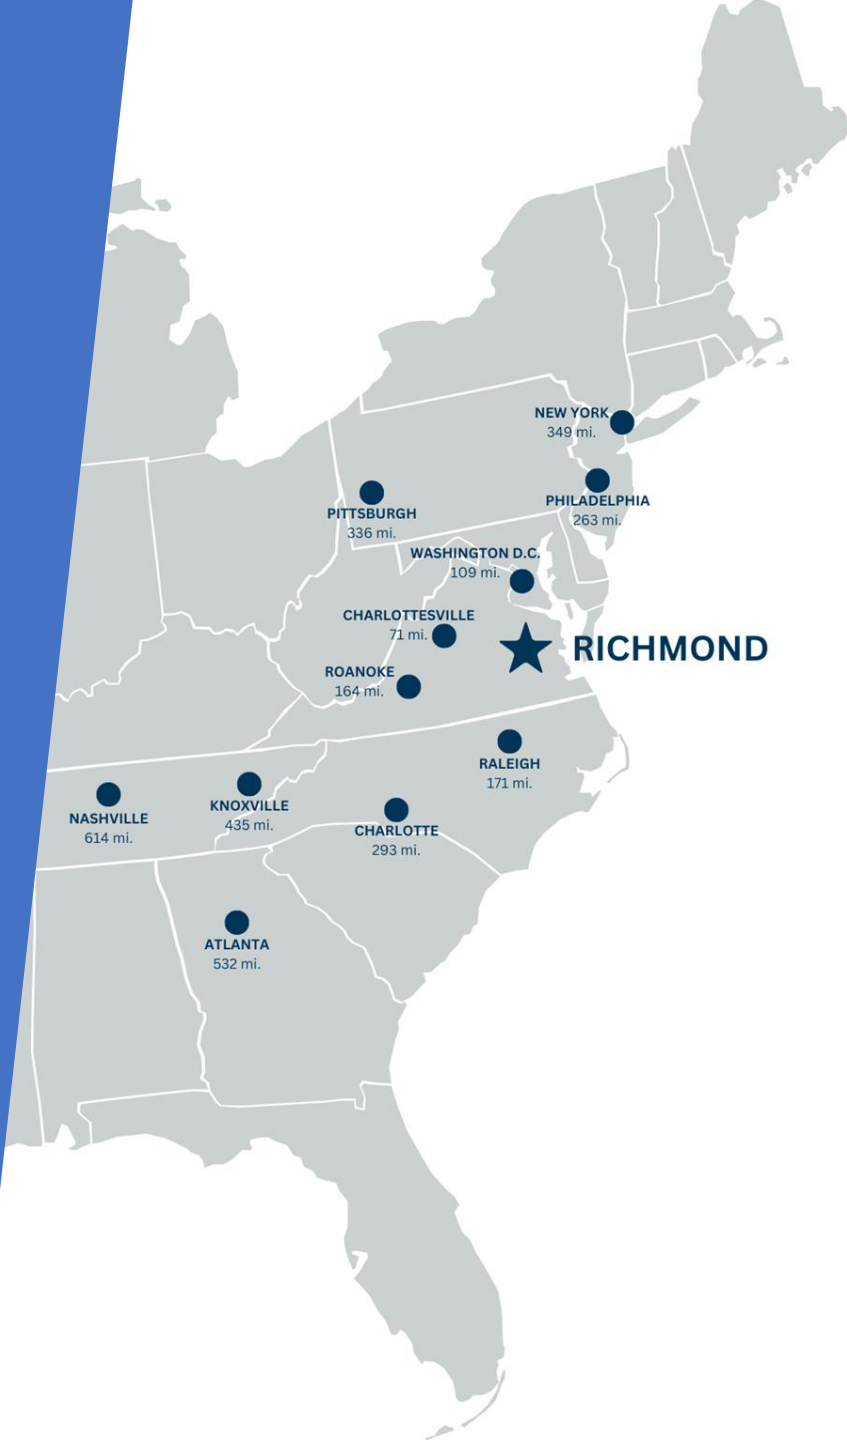 NEW YORK
349 mi.
PHILADELPHIA
263 mi.
PITTSBURGH
336 mi.
WASHINGTON D.C.
109 mi.
CHARLOTTESVILLE
71 mi.
RICHMOND
ROANOKE
164 mi.
RALEIGH
171 mi.
NASHVILLE
614 mi.
KNOXVILLE
435 mi.
CHARLOTTE
293 mi.
ATLANTA
532 mi.